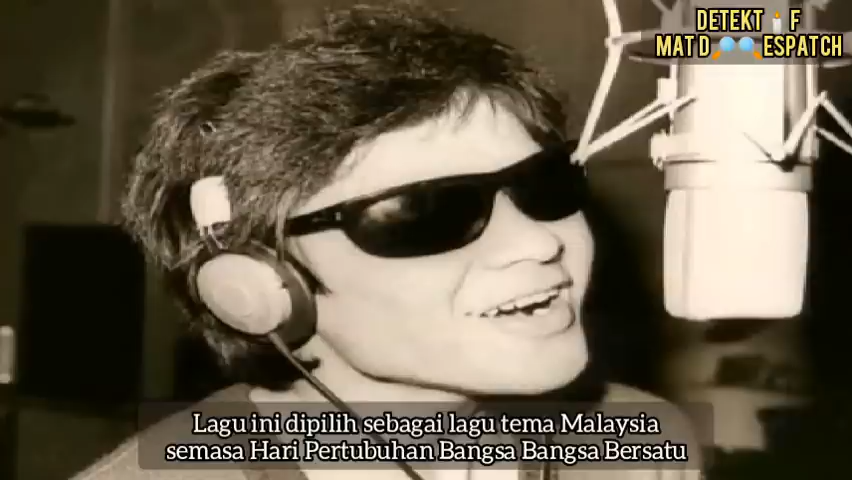 DETEKT🕯️F
MAT D🔎🔎ESPATCH
Lagu ini dipilih sebagai lagu tema Malaysia
semasa Hari Pertubuhan Bangsa Bangsa Bersatu